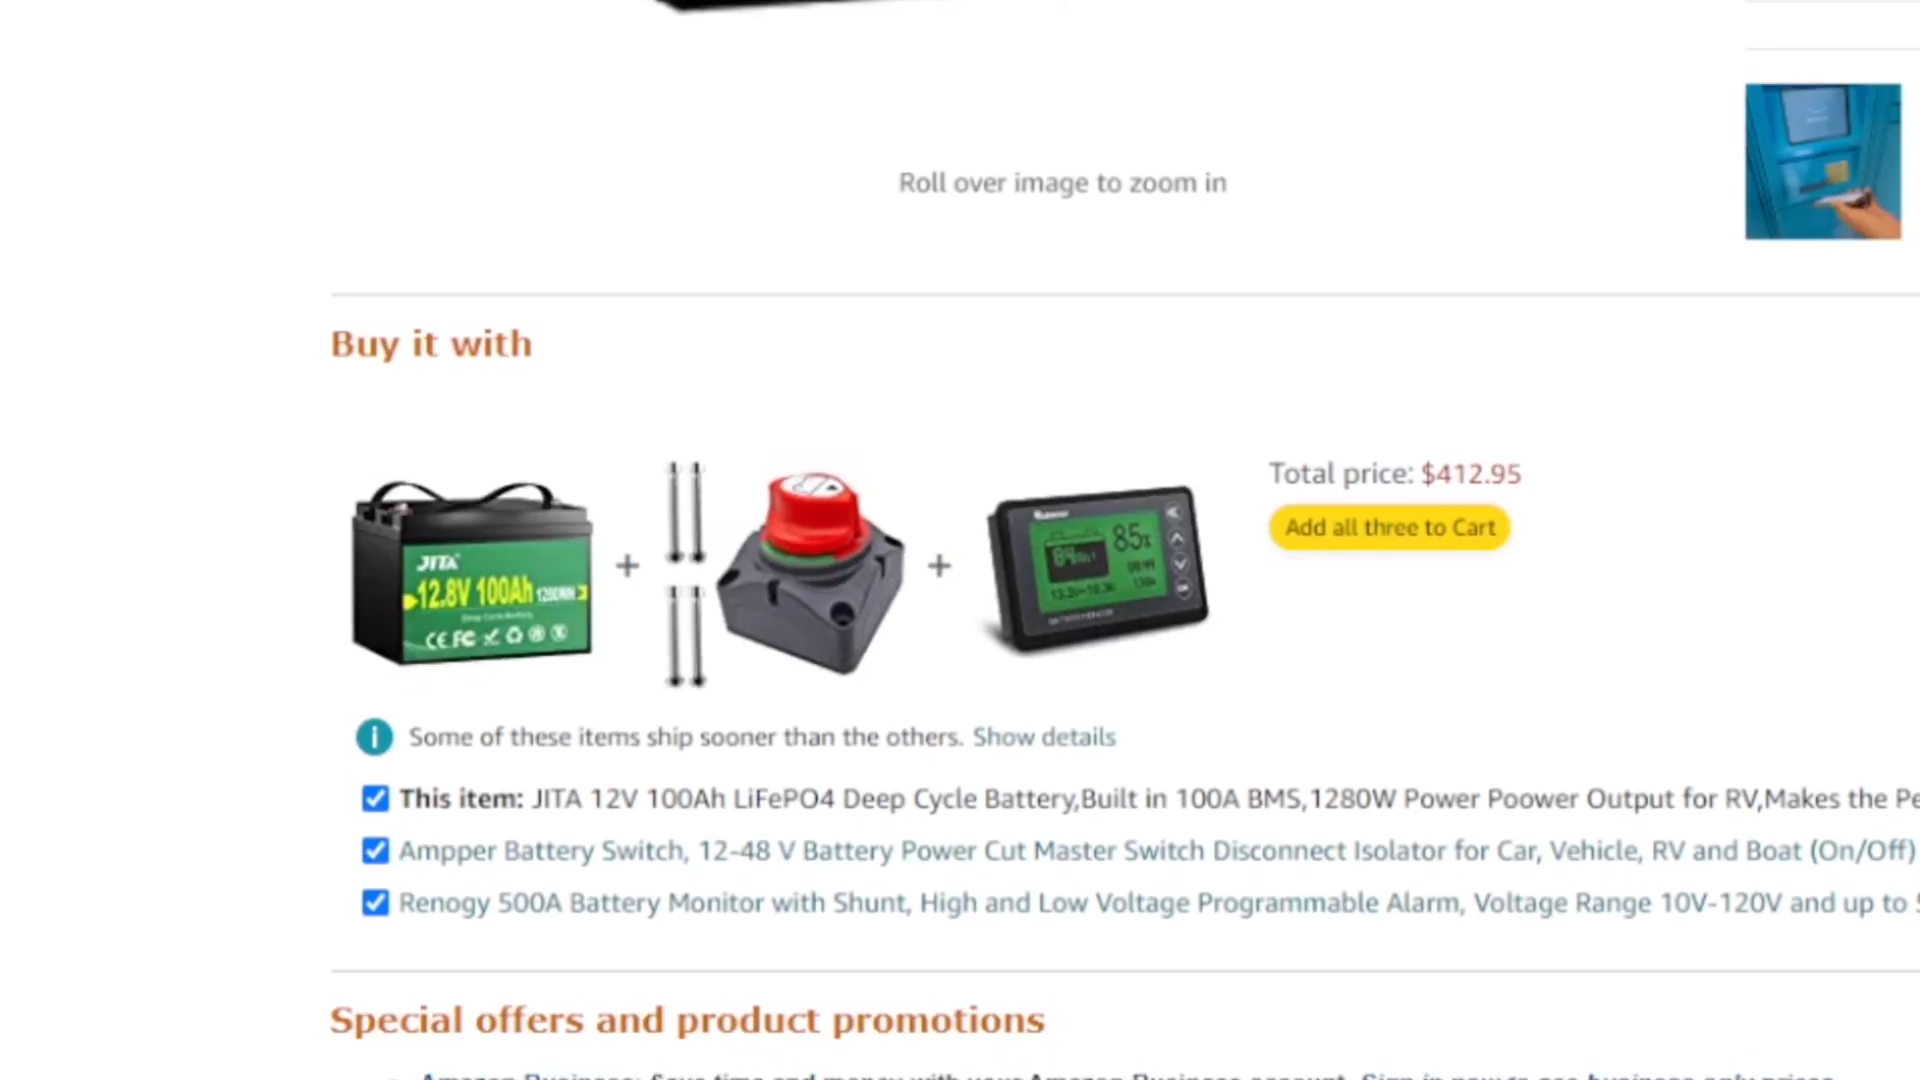 Roll over image to zoom in
Buy it with
JITA
12.8V 100Ah
+
+
85%
Total price: $412.95
Add all three to Cart
Some of these items ship sooner than the others. Show details
This item: JITA 12V 100Ah LiFePO4 Deep Cycle Battery,Built in 100A BMS,1280W Power Poower Output for RV,Makes the Pe
Ampper Battery Switch, 12-48 V Battery Power Cut Master Switch Disconnect Isolator for Car, Vehicle, RV and Boat (On/Off)
Renogy 500A Battery Monitor with Shunt, High and Low Voltage Programmable Alarm, Voltage Range 10V-120V and up to
Special offers and product promotions